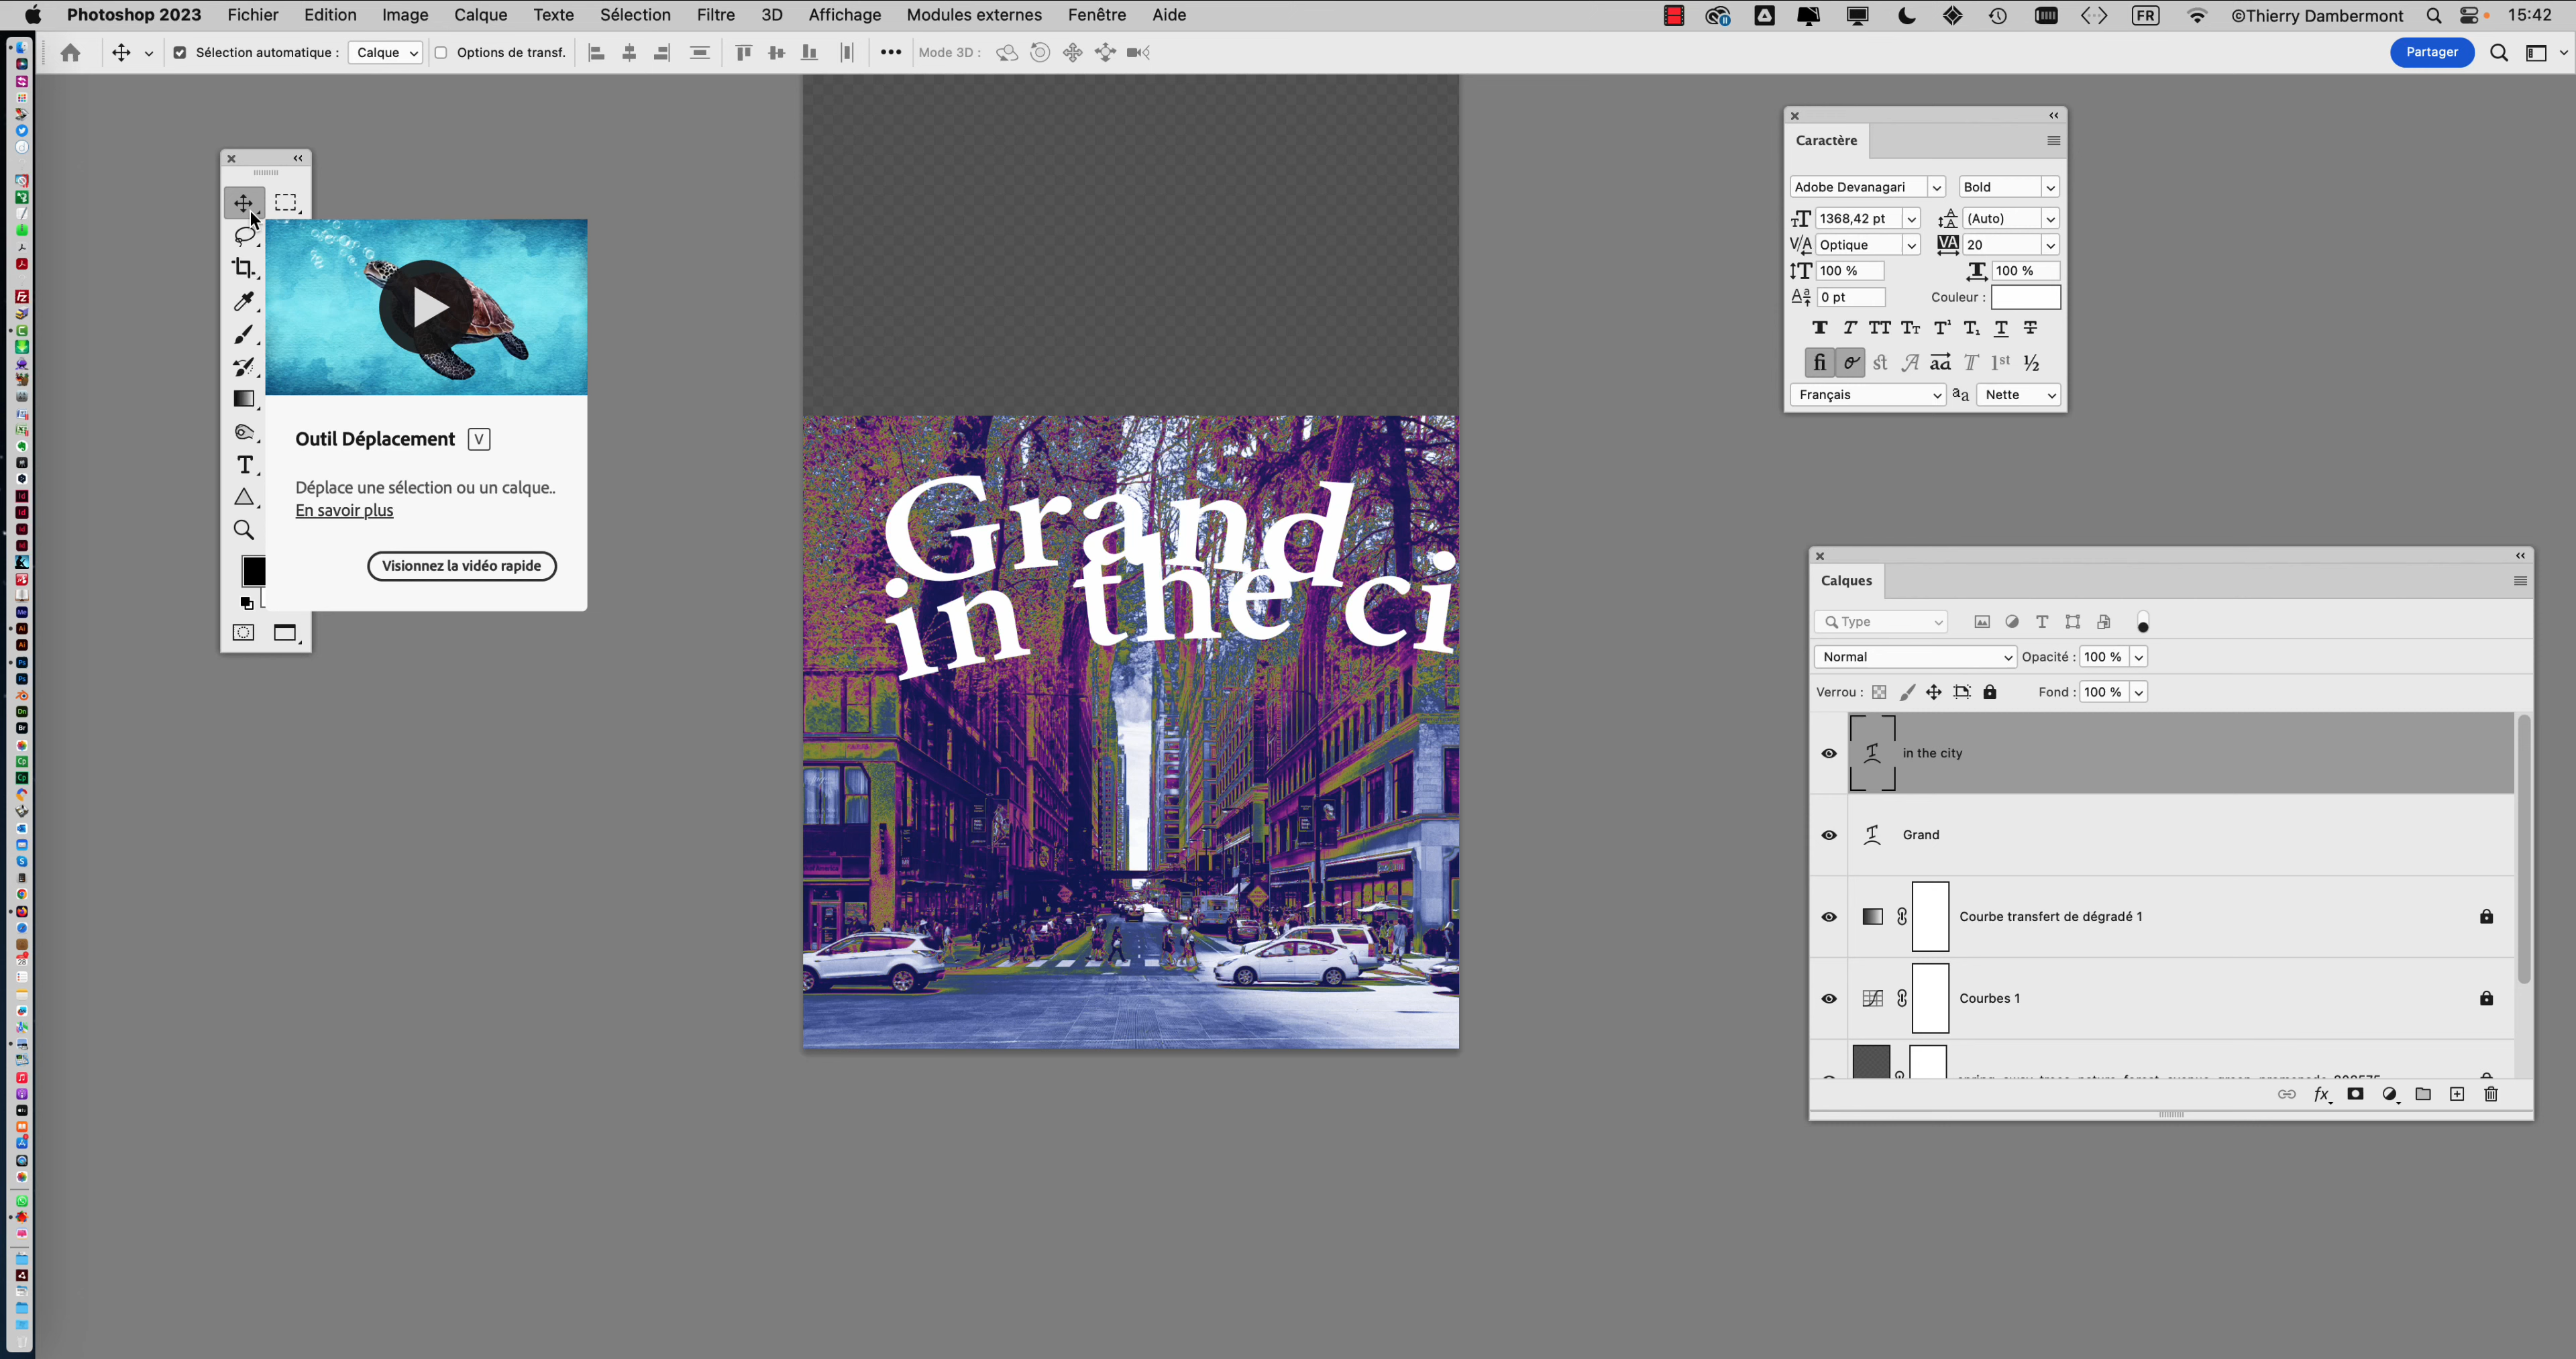 Photoshop 2023 Fichier Edition Image Calque Texte Sélection Filtre 3D Affichage Modules externes Fenêtre Aide FR ©Thierry Dambermont 15:42
Sélection automatique : Calque Options de transf. Mode 3D : Partager
Caractère
Adobe Devanagari Bold
1368,42 pt (Auto)
Optique 20
100 % 100 %
0 pt Couleur :
Français Nette
Outil Déplacement V
Déplace une sélection ou un calque..
En savoir plus
Visionnez la vidéo rapide
Grand
in the ci
Calques
Type
Normal Opacité : 100 %
Verrou : Fond : 100 %
in the city
Grand
Courbe transfert de dégradé 1
Courbes 1